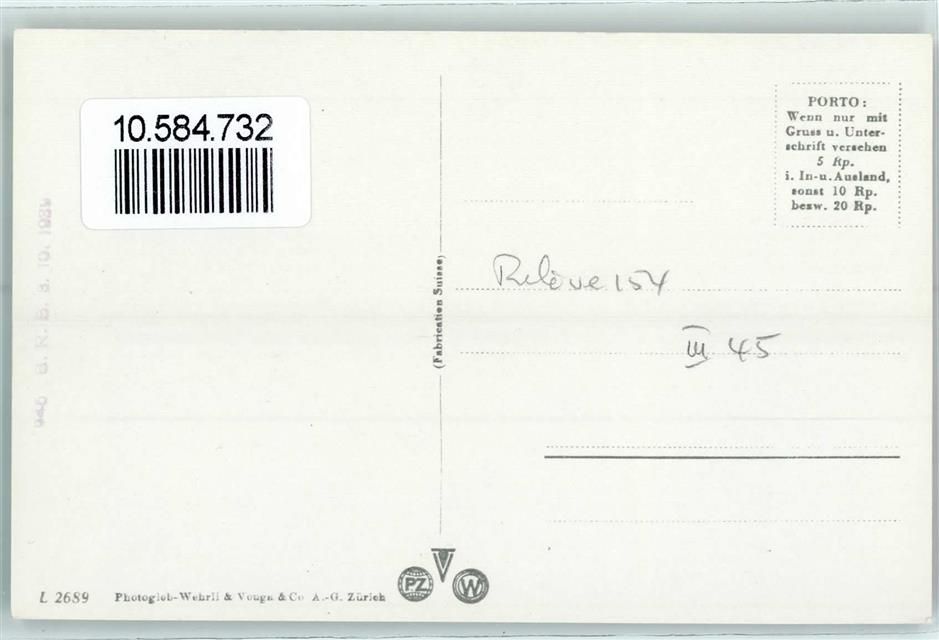 10.584.732
PORTO:
Wenn nur mit
Gruss u. Unter-
schrift versehen
5 Rp.
i. In-u. Ausland,
sonst 10 Rp.
bezw. 20 Rp.
(Fabrication Suisse)
154
III 45
L 2689 Photoglob-Wehrli & Vouga & Co A.-G. Zürich
PZ
V
W